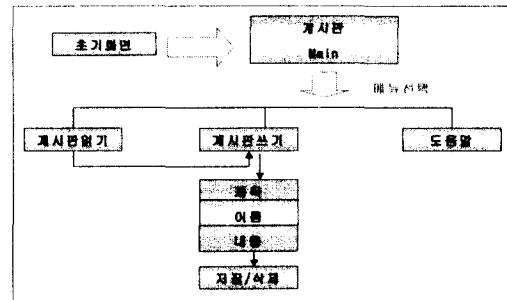 초기화면
게시판
Main
메뉴선택
게시판읽기
게시판쓰기
도움말
제목
이름
내용
저장/삭제